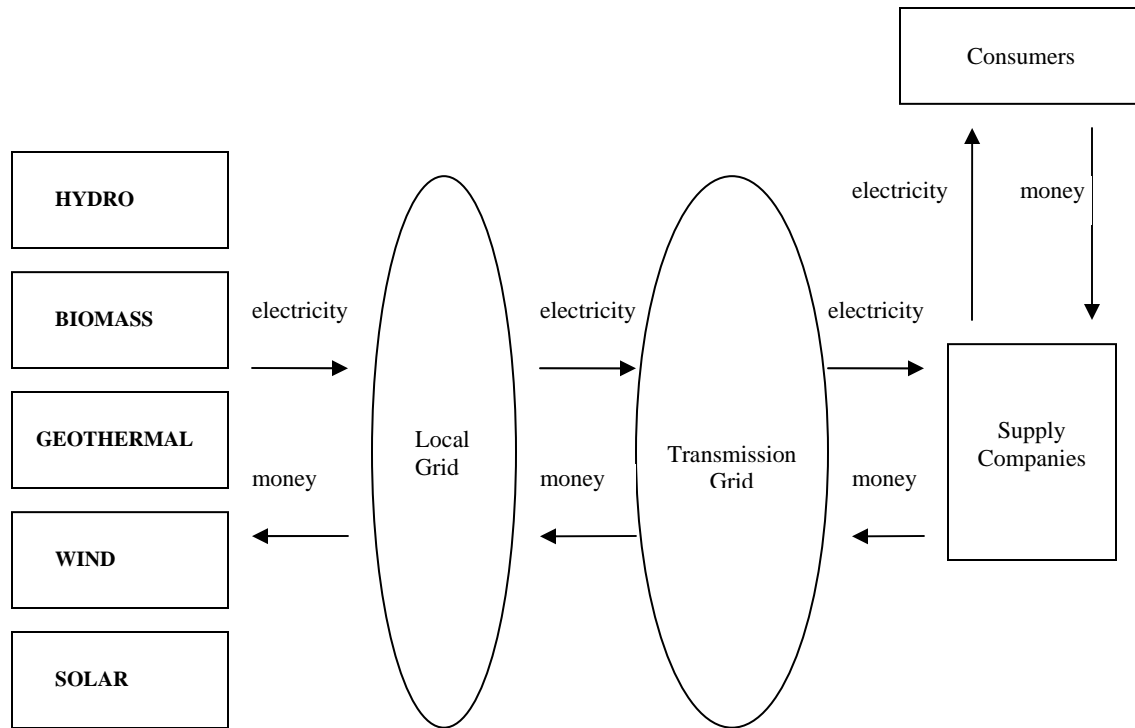 Consumers
HYDRO
electricity
money
BIOMASS
electricity
electricity
electricity
GEOTHERMAL
Local
Grid
Transmission
Grid
Supply
Companies
money
money
money
WIND
SOLAR